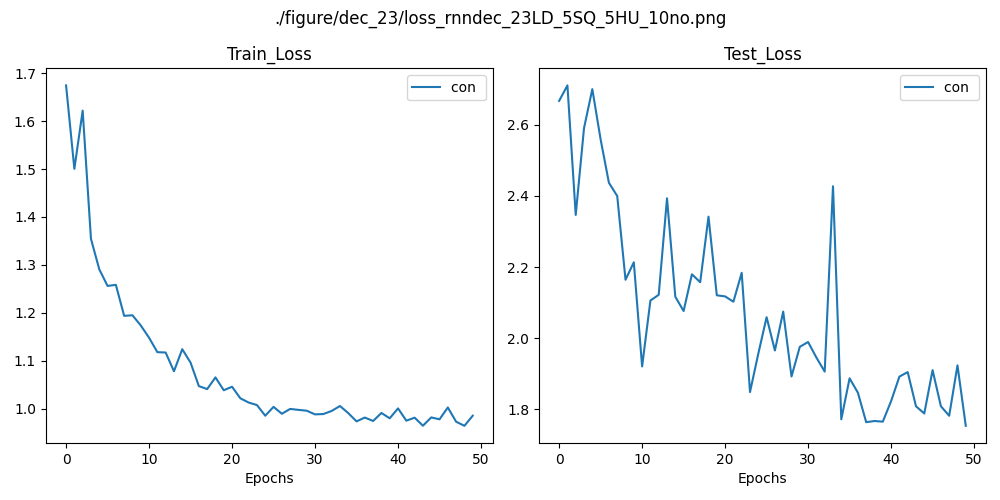 ./figure/dec_23/loss_rnndec_23LD_5SQ_5HU_10no.png
Train_Loss
con
1.7
1.6
1.5
1.4
1.3
1.2
1.1
1.0
0 10 20 30 40 50
Epochs
Test_Loss
con
2.6
2.4
2.2
2.0
1.8
0 10 20 30 40 50
Epochs